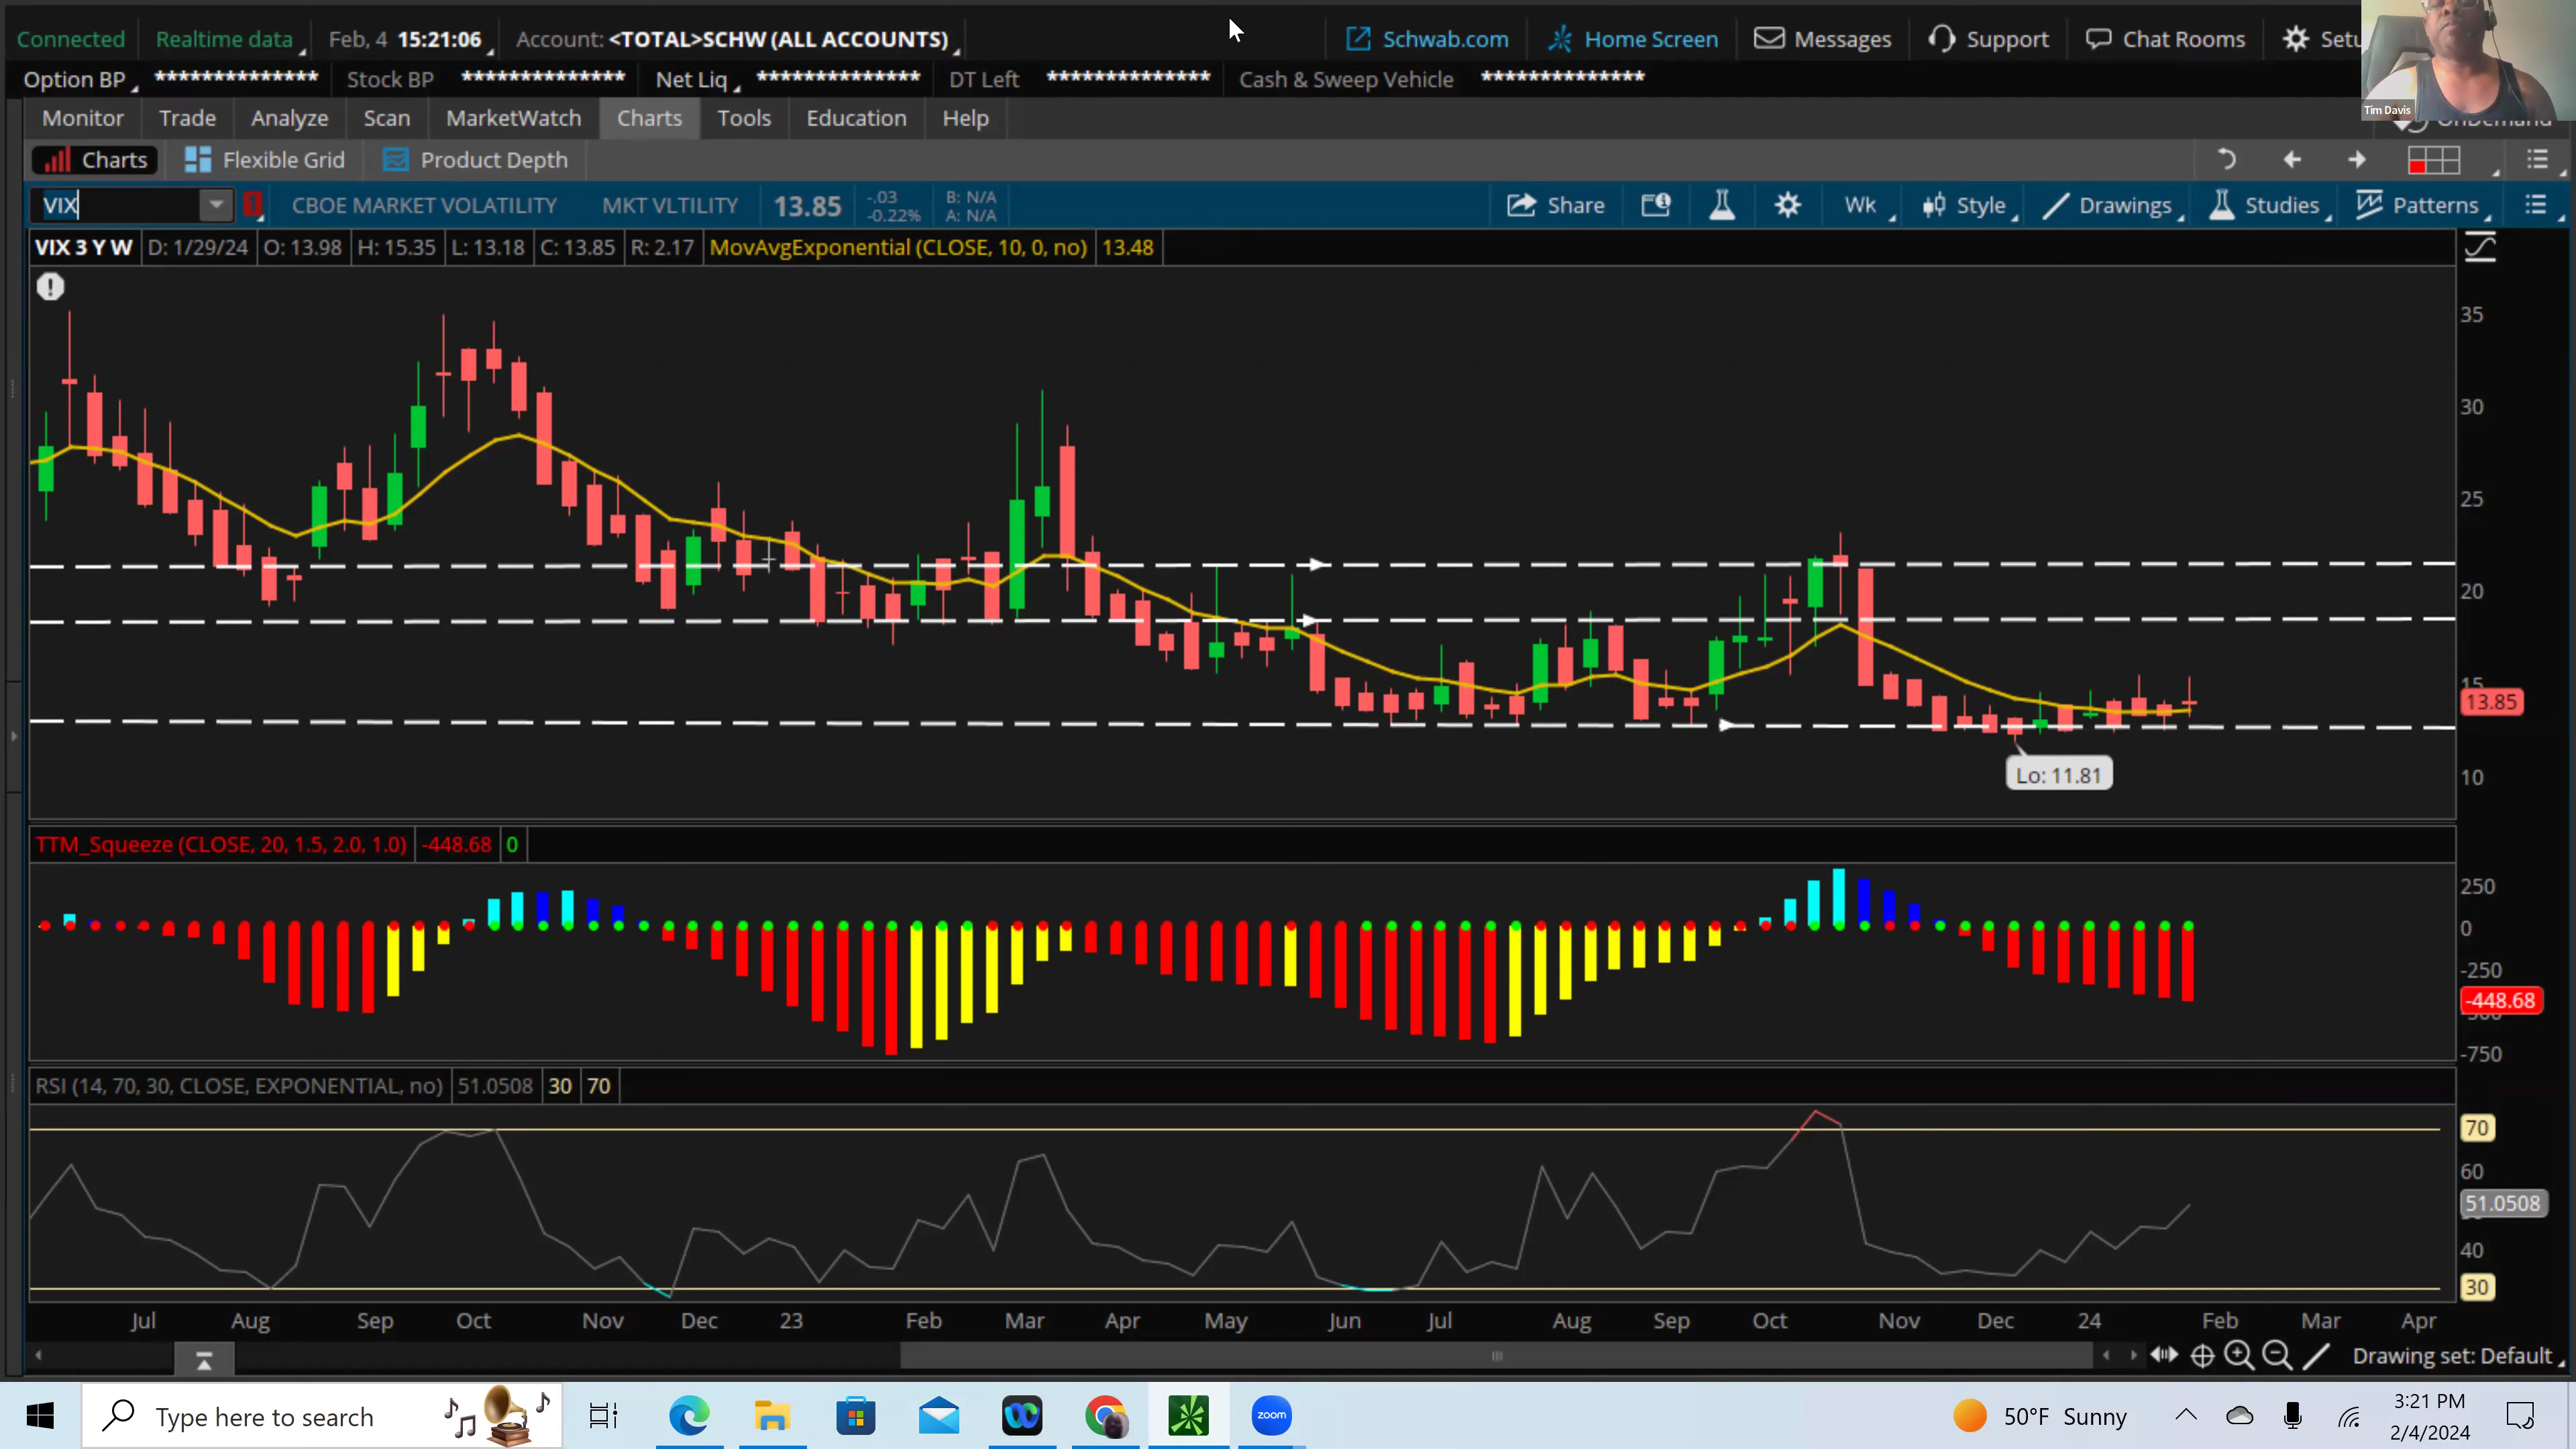 Connected Realtime data Feb, 4 15:21:06 Account: <TOTAL>SCHW (ALL ACCOUNTS) Schwab.com Home Screen Messages Support Chat Rooms
Option BP ************** Stock BP ************** Net Liq ************** DT Left ************** Cash & Sweep Vehicle **************
Tim Davis
Monitor Trade Analyze Scan MarketWatch Charts Tools Education Help
Charts Flexible Grid Product Depth
VIX CBOE MARKET VOLATILITY MKT VLTILITY 13.85 -.03 B: N/A Share Wk Style Drawings Studies Patterns
-0.22% A: N/A
VIX 3 Y W D: 1/29/24 O: 13.98 H: 15.35 L: 13.18 C: 13.85 R: 2.17 MovAvgExponential (CLOSE, 10, 0, no) 13.48
35
30
25
20
15
13.85
Lo: 11.81
10
TTM_Squeeze (CLOSE, 20, 1.5, 2.0, 1.0) -448.68 0
250
0
-250
-448.68
-750
RSI (14, 70, 30, CLOSE, EXPONENTIAL, no) 51.0508 30 70
70
60
51.0508
40
30
Jul Aug Sep Oct Nov Dec 23 Feb Mar Apr May Jun Jul Aug Sep Oct Nov Dec 24 Feb Mar Apr
Drawing set: Default
Type here to search zoom 50°F Sunny 3:21 PM
2/4/2024